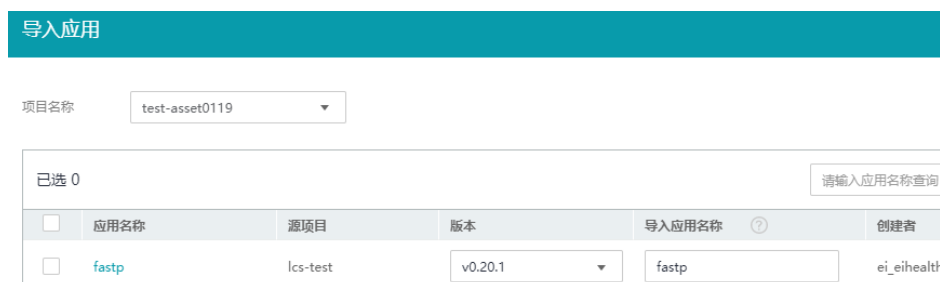 导入应用
项目名称 test-asset0119
已选 0 请输入应用名称查询
应用名称 源项目 版本 导入应用名称 ? 创建者
fastp lcs-test v0.20.1 fastp ei_eihealth